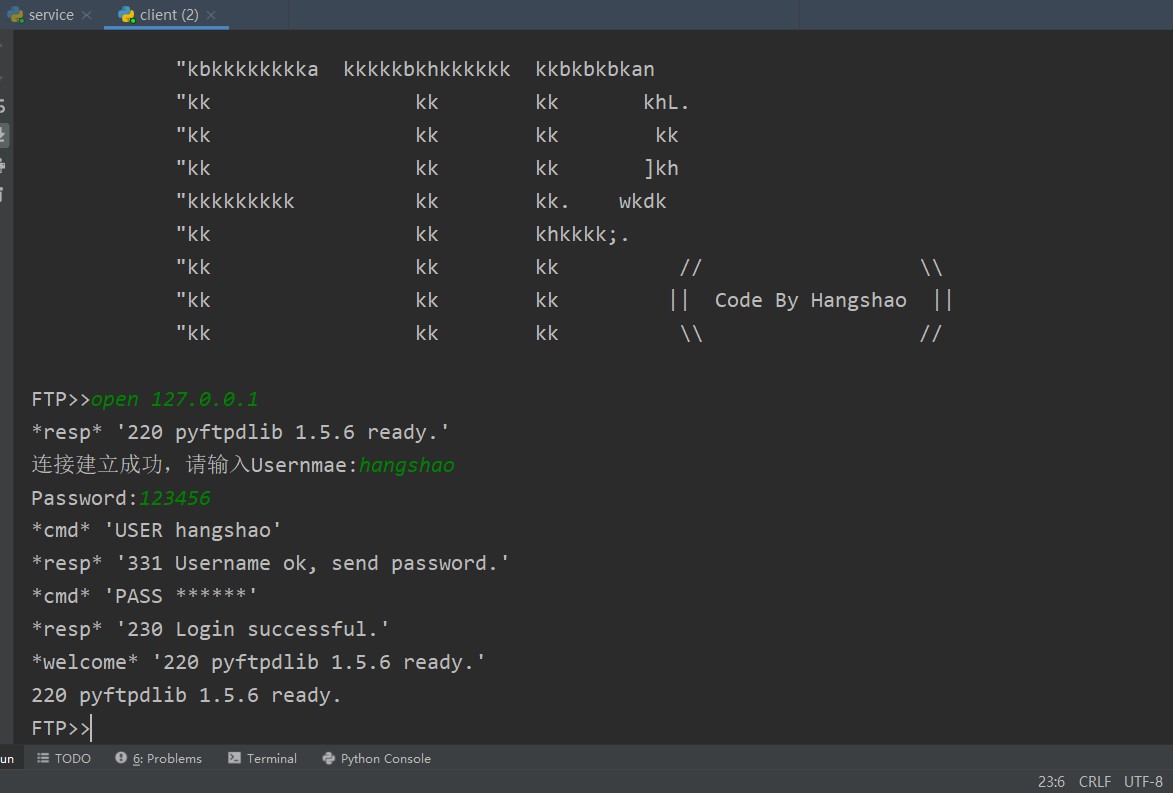 service client (2)
"kbkkkkkkkka  kkkkkbkhkkkkkk  kkbkbkbkan
"kk                 kk        kk       khL.
"kk                 kk        kk        kk
"kk                 kk        kk       ]kh
"kkkkkkkkk          kk        kk.    wkdk
"kk                 kk        khkkkk;.
"kk                 kk        kk          //                  \\
"kk                 kk        kk         ||  Code By Hangshao  ||
"kk                 kk        kk          \\                  //
FTP>>open 127.0.0.1
*resp* '220 pyftpdlib 1.5.6 ready.'
连接建立成功，请输入Usernmae:hangshao
Password:123456
*cmd* 'USER hangshao'
*resp* '331 Username ok, send password.'
*cmd* 'PASS ******'
*resp* '230 Login successful.'
*welcome* '220 pyftpdlib 1.5.6 ready.'
220 pyftpdlib 1.5.6 ready.
FTP>>
un TODO 6: Problems Terminal Python Console
23:6 CRLF UTF-8